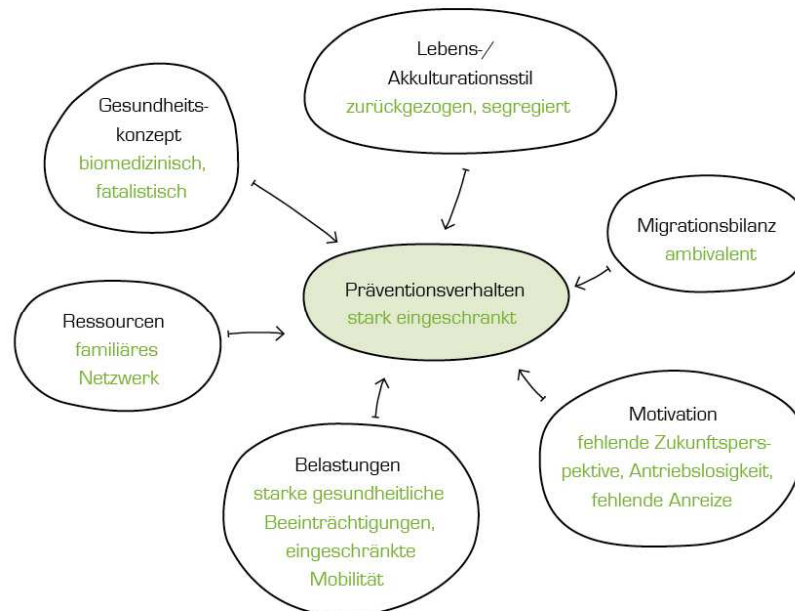 Lebens-/
Akkulturationsstil
zurückgezogen, segregiert
Gesundheits-
konzept
biomedizinisch,
fatalistisch
Migrationsbilanz
ambivalent
Präventionsverhalten
stark eingeschrankt
Ressourcen
familiäres
Netzwerk
Motivation
fehlende Zukunftspers-
pektive, Antriebslosigkeit,
fehlende Anreize
Belastungen
starke gesundheitliche
Beeinträchtigungen,
eingeschränkte
Mobilität